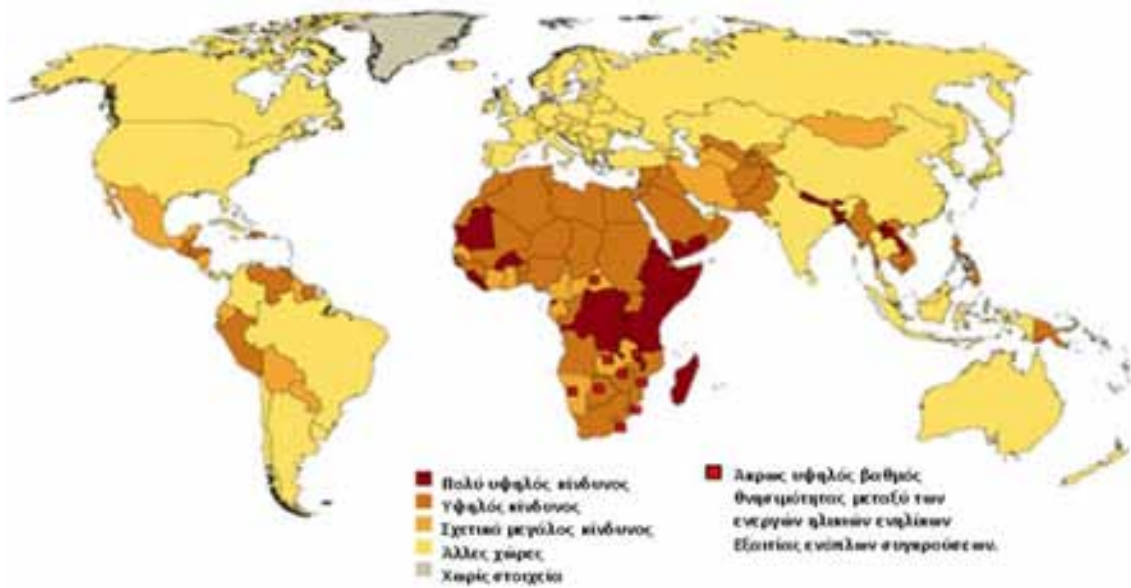 Πολύ υψηλός κίνδυνος
Υψηλός κίνδυνος
Σχετικά μεγάλος κίνδυνος
Άλλες χώρες
Χωρίς στοιχεία
Άκρως υψηλός βαθμός
θνησιμότητας μεταξύ των
ενεργών ηλικιών ενηλίκων
Εξαιτίας ενόπλων συγκρούσεων.